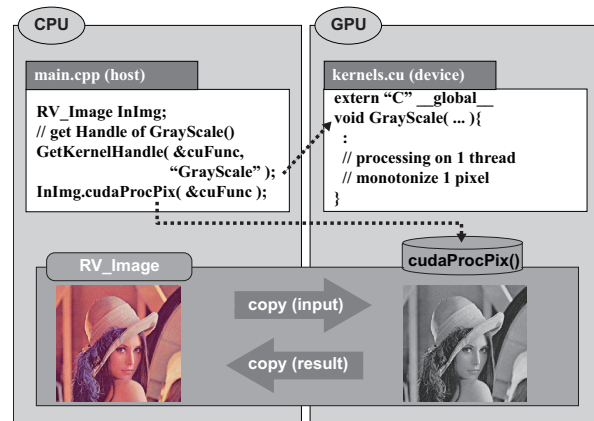 CPU
main.cpp (host)
RV_Image InImg;
// get Handle of GrayScale()
GetKernelHandle( &cuFunc,
“GrayScale” );
InImg.cudaProcPix( &cuFunc );
GPU
kernels.cu (device)
extern “C” __global__
void GrayScale( ... ){
:
// processing on 1 thread
// monotonize 1 pixel
}
RV_Image
cudaProcPix()
copy (input)
copy (result)